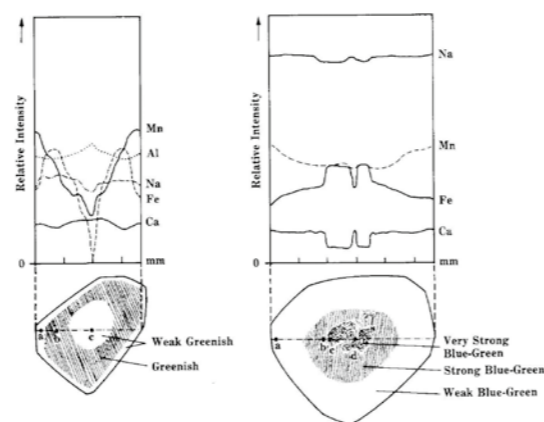 Relative Intensity
Mn
Al
Na
Fe
Ca
0
mm
a
b
c
Weak Greenish
Greenish
Relative Intensity
Na
Mn
Fe
Ca
0
mm
a
b
c
d
Very Strong
Blue-Green
Strong Blue-Green
Weak Blue-Green